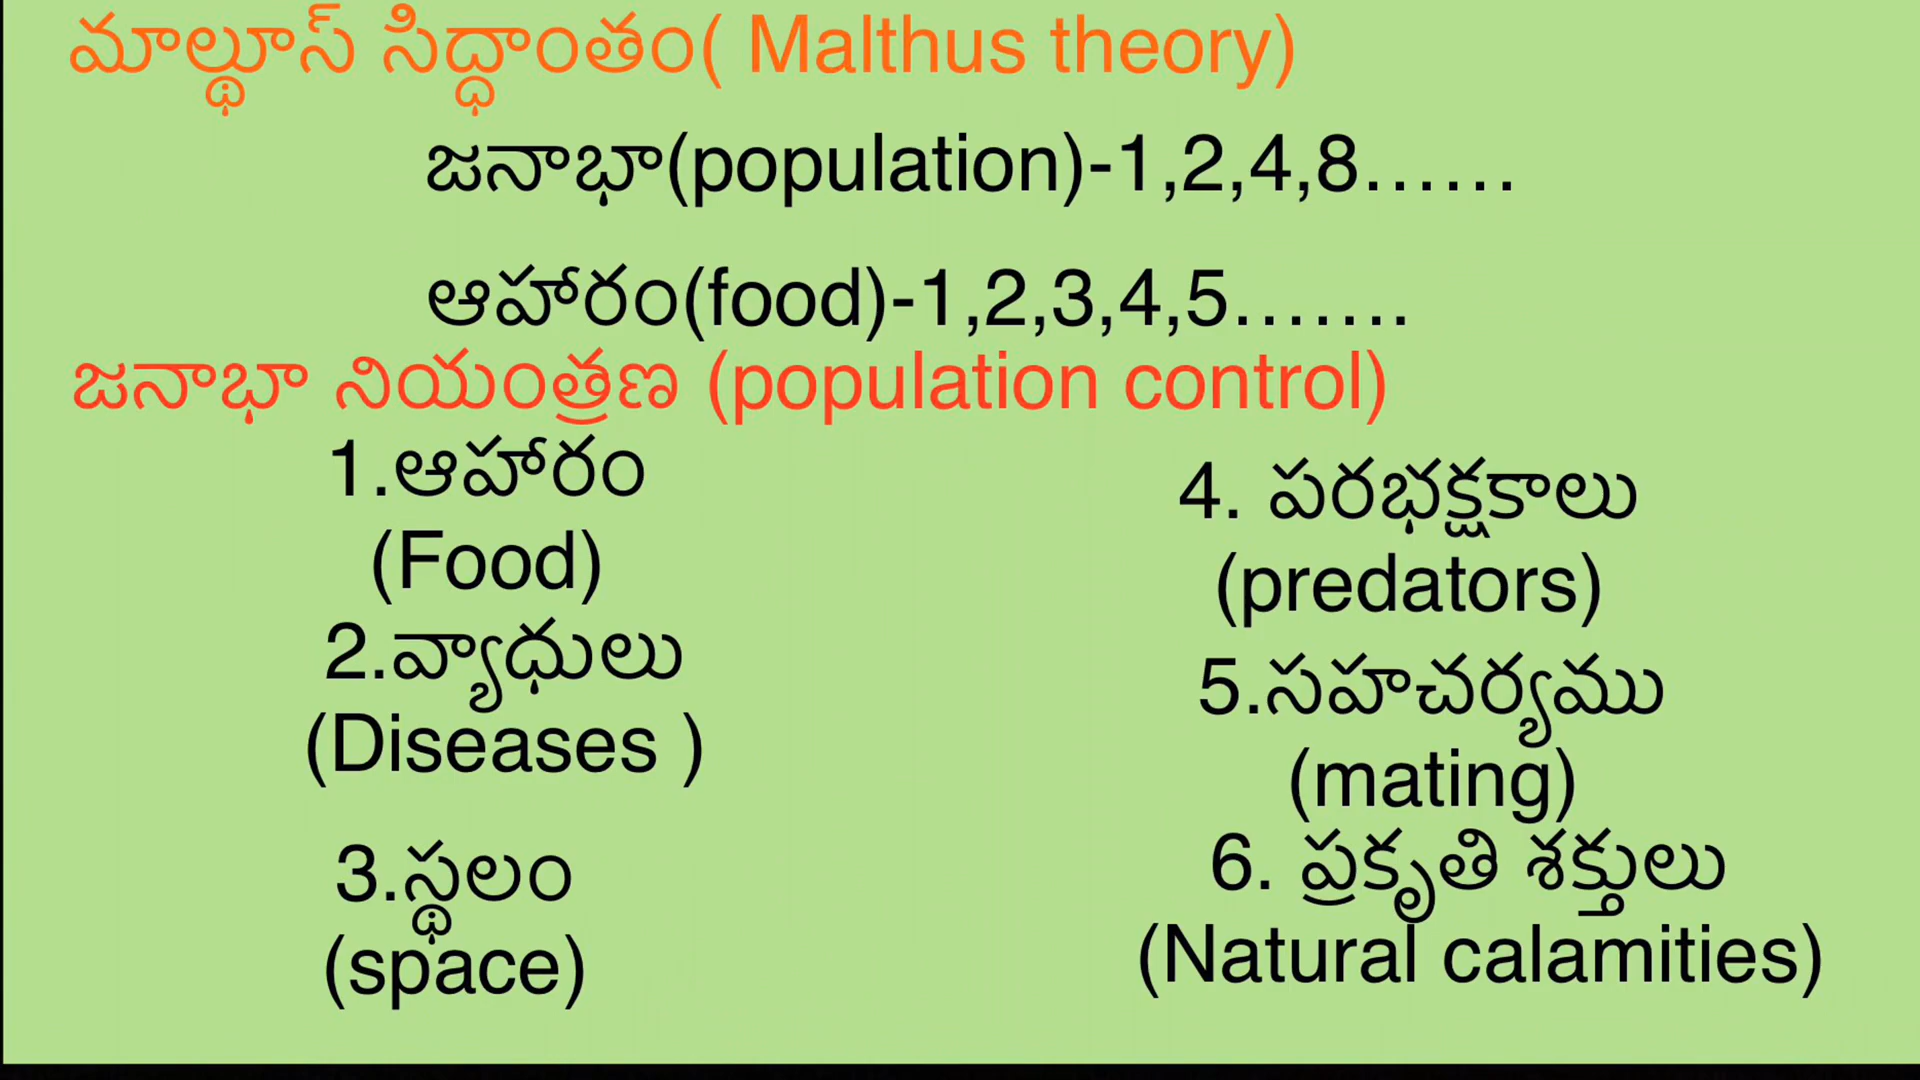 మాల్థూస్ సిద్ధాంతం( Malthus theory)
జనాభా(population)-1,2,4,8……
ఆహారం(food)-1,2,3,4,5…….
జనాభా నియంత్రణ (population control)
1.ఆహారం
(Food)
2.వ్యాధులు
(Diseases )
3.స్థలం
(space)
4. పరభక్షకాలు
(predators)
5.సహచర్యము
(mating)
6. ప్రకృతి శక్తులు
(Natural calamities)